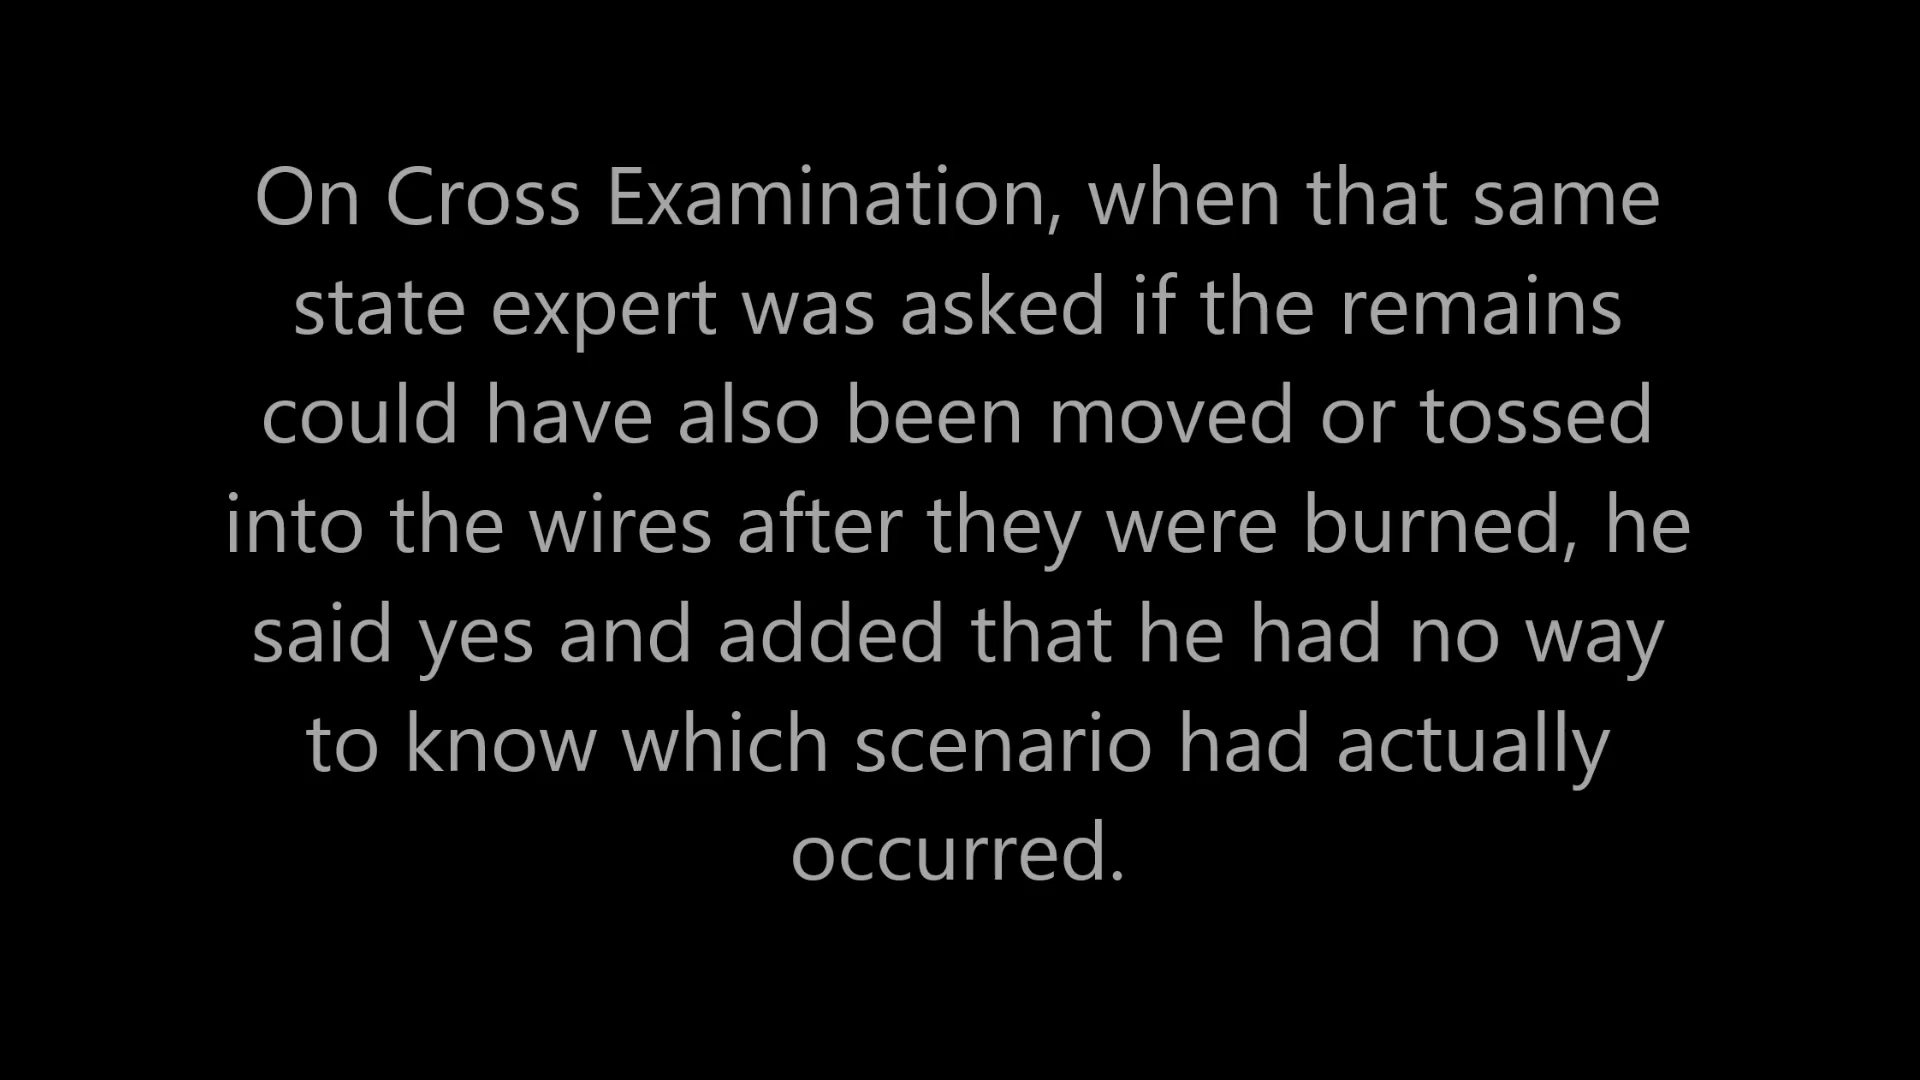 On Cross Examination, when that same
state expert was asked if the remains
could have also been moved or tossed
into the wires after they were burned, he
said yes and added that he had no way
to know which scenario had actually
occurred.